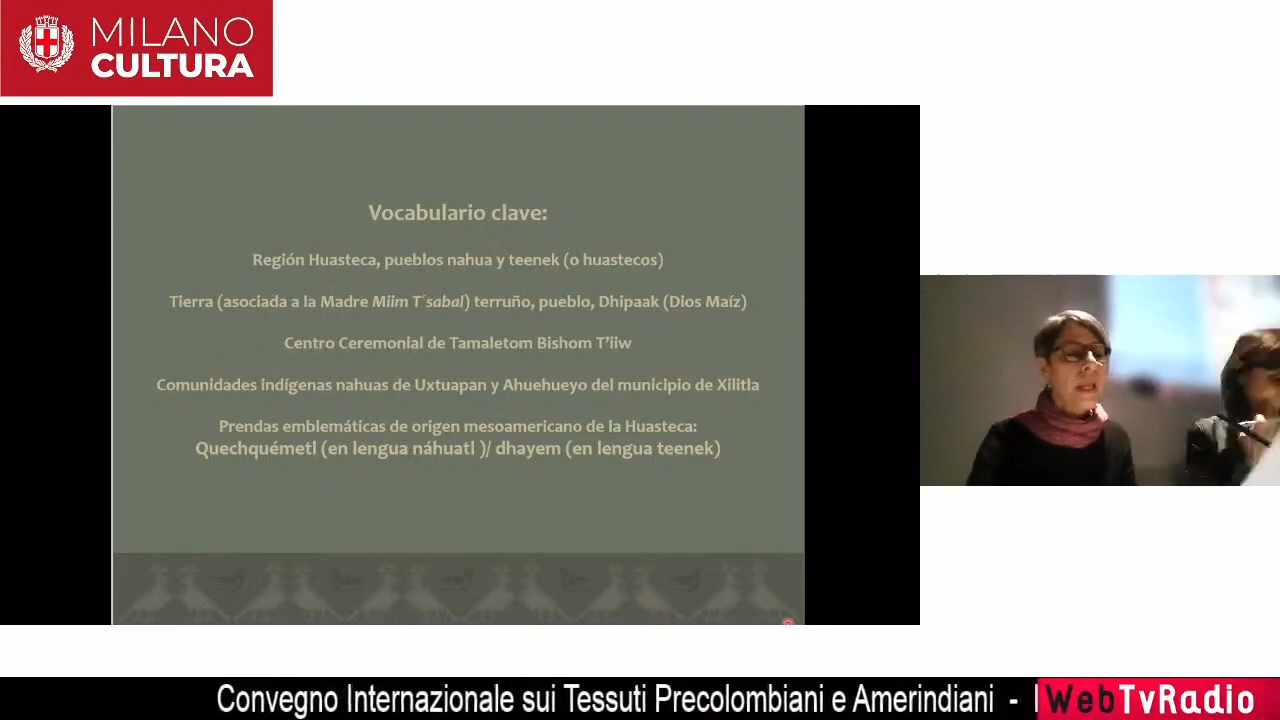 MILANO
CULTURA
Vocabulario clave:
Región Huasteca, pueblos nahua y teenek (o huastecos)
Tierra (asociada a la Madre Miim T´sabal) terruño, pueblo, Dhipaak (Dios Maíz)
Centro Ceremonial de Tamaletom Bishom T’iiw
Comunidades indígenas nahuas de Uxtuapan y Ahuehueyo del municipio de Xilitla
Prendas emblemáticas de origen mesoamericano de la Huasteca:
Quechquémetl (en lengua náhuatl )/ dhayem (en lengua teenek)
Convegno Internazionale sui Tessuti Precolombiani e Amerindiani - I
WebTvRadio